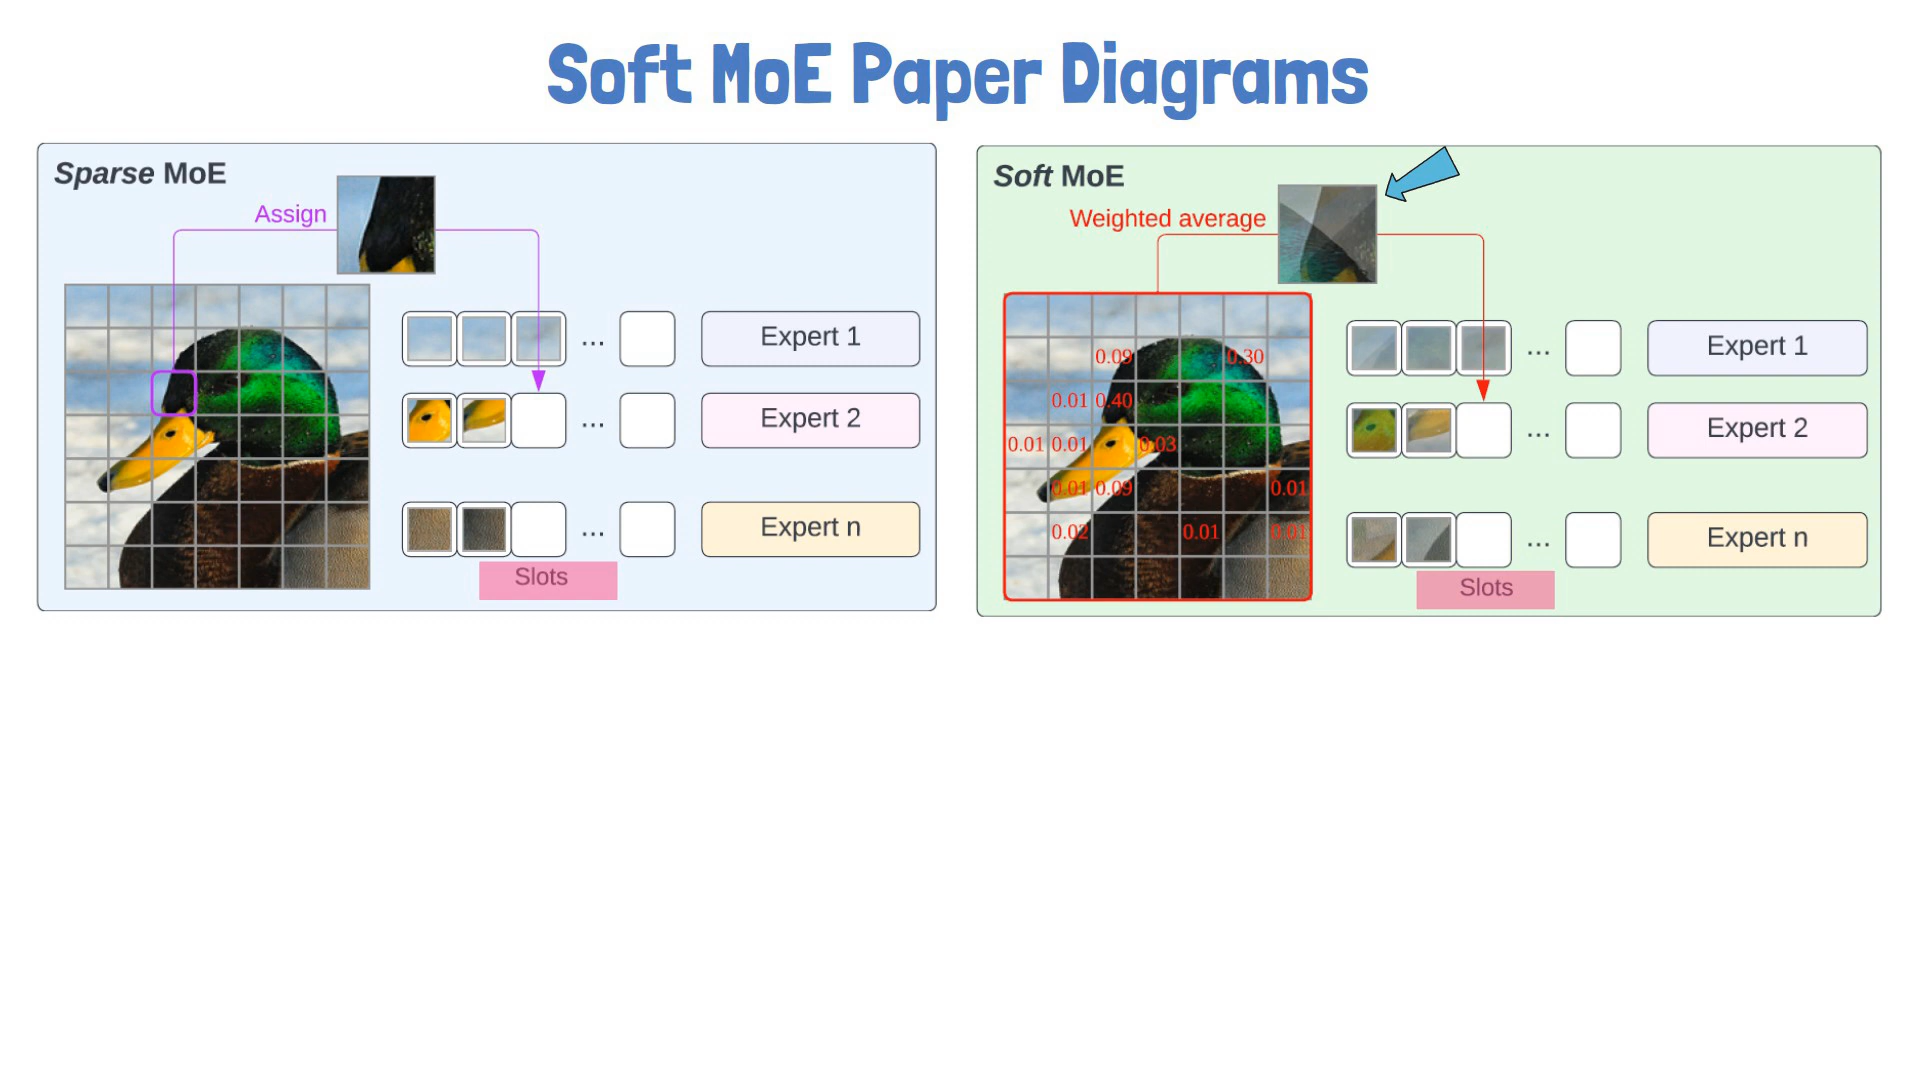 Soft MoE Paper Diagrams
Sparse MoE
Assign
...
Expert 1
...
Expert 2
...
Expert n
Slots
Soft MoE
Weighted average
0.09 0.30
0.01 0.40
0.01 0.01 0.03
0.01 0.09 0.01
0.02 0.01 0.01
...
Expert 1
...
Expert 2
...
Expert n
Slots